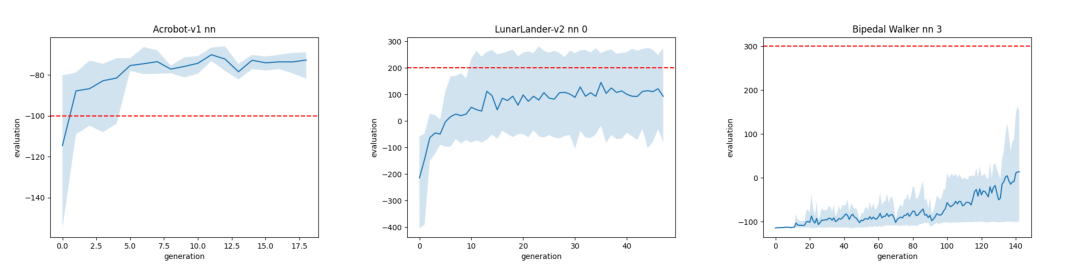 Acrobot-v1 nn
evaluation
−80
−100
−120
−140
0.0 2.5 5.0 7.5 10.0 12.5 15.0 17.5
generation
LunarLander-v2 nn 0
evaluation
300
200
100
0
−100
−200
−300
−400
0 10 20 30 40
generation
Bipedal Walker nn 3
evaluation
300
200
100
0
−100
0 20 40 60 80 100 120 140
generation